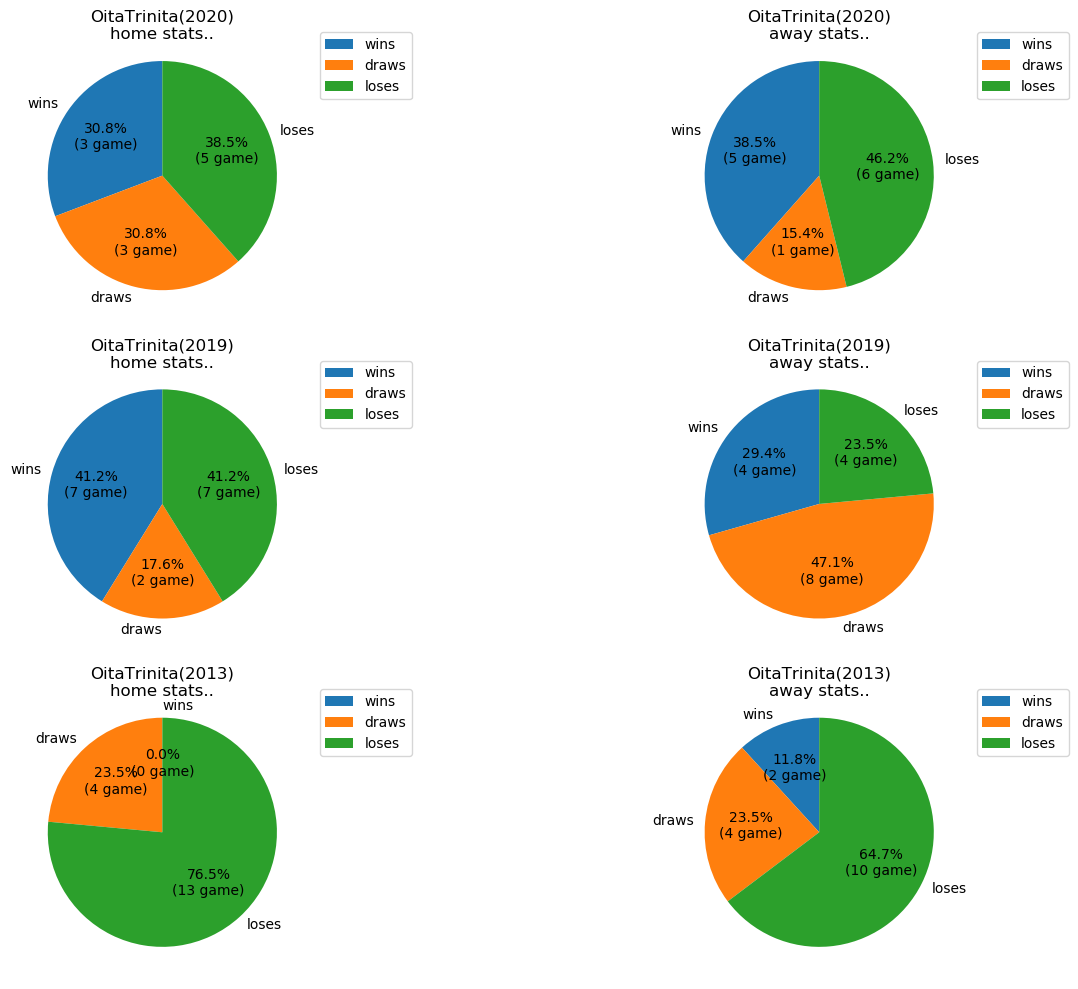 OitaTrinita(2020)
home stats..
wins
draws
loses
wins
30.8%
(3 game)
38.5%
(5 game)
loses
30.8%
(3 game)
draws
OitaTrinita(2020)
away stats..
wins
draws
loses
wins
38.5%
(5 game)
46.2%
(6 game)
loses
15.4%
(1 game)
draws
OitaTrinita(2019)
home stats..
wins
draws
loses
wins
41.2%
(7 game)
41.2%
(7 game)
loses
17.6%
(2 game)
draws
OitaTrinita(2019)
away stats..
wins
draws
loses
wins
29.4%
(4 game)
23.5%
(4 game)
loses
47.1%
(8 game)
draws
OitaTrinita(2013)
home stats..
wins
draws
loses
wins
draws
0.0%
(0 game)
23.5%
(4 game)
76.5%
(13 game)
loses
OitaTrinita(2013)
away stats..
wins
draws
loses
wins
11.8%
(2 game)
draws
23.5%
(4 game)
64.7%
(10 game)
loses